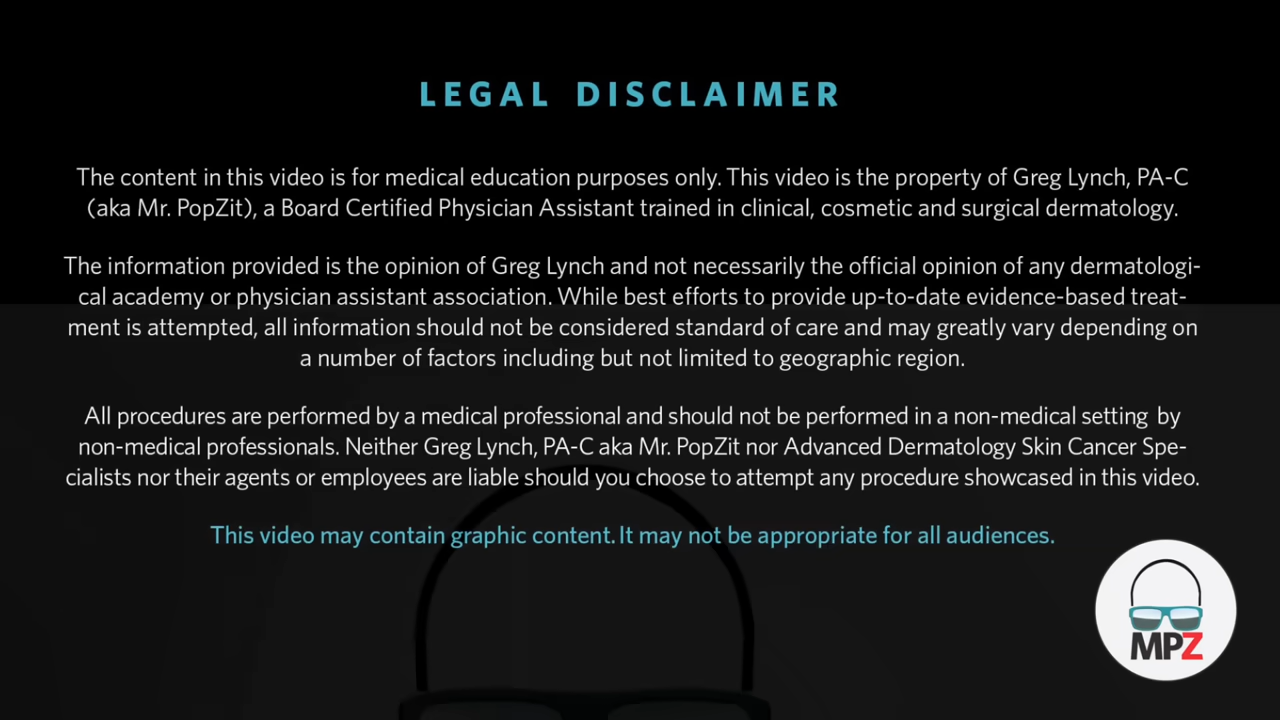 LEGAL DISCLAIMER
The content in this video is for medical education purposes only. This video is the property of Greg Lynch, PA-C
(aka Mr. PopZit), a Board Certified Physician Assistant trained in clinical, cosmetic and surgical dermatology.
The information provided is the opinion of Greg Lynch and not necessarily the official opinion of any dermatologi-
cal academy or physician assistant association. While best efforts to provide up-to-date evidence-based treat-
ment is attempted, all information should not be considered standard of care and may greatly vary depending on
a number of factors including but not limited to geographic region.
All procedures are performed by a medical professional and should not be performed in a non-medical setting by
non-medical professionals. Neither Greg Lynch, PA-C aka Mr. PopZit nor Advanced Dermatology Skin Cancer Spe-
cialists nor their agents or employees are liable should you choose to attempt any procedure showcased in this video.
This video may contain graphic content. It may not be appropriate for all audiences.
MPZ